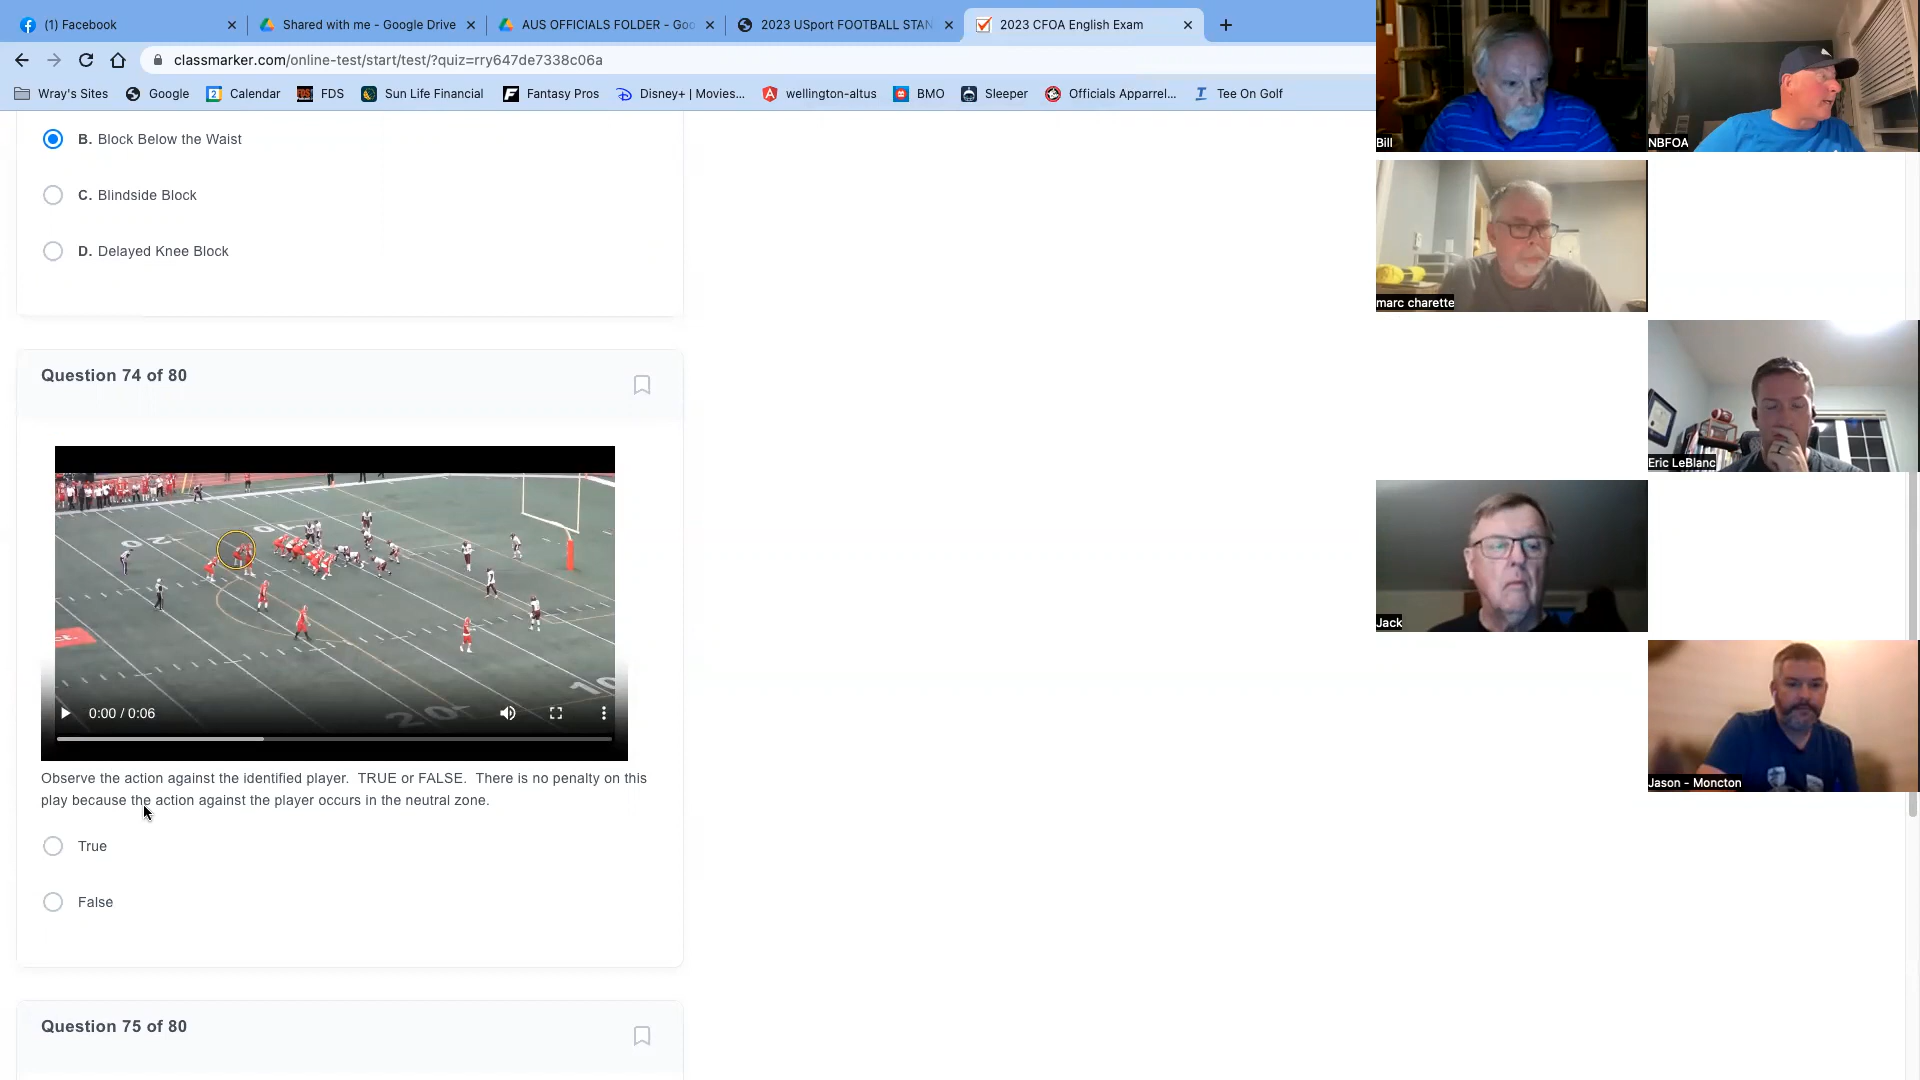 (1) Facebook
Shared with me - Google Drive
AUS OFFICIALS FOLDER - Goo
2023 USport FOOTBALL STAN
2023 CFOA English Exam
classmarker.com/online-test/start/test/?quiz=rry647de7338c06a
Wray's Sites
Google
Calendar
FDS
Sun Life Financial
Fantasy Pros
Disney+ | Movies...
wellington-altus
BMO
Sleeper
Officials Apparrel...
Tee On Golf
B. Block Below the Waist
C. Blindside Block
D. Delayed Knee Block
Question 74 of 80
0:00 / 0:06
Observe the action against the identified player. TRUE or FALSE. There is no penalty on this
play because the action against the player occurs in the neutral zone.
True
False
Question 75 of 80
Bill
NBFOA
marc charette
Eric LeBlanc
Jack
Jason - Moncton